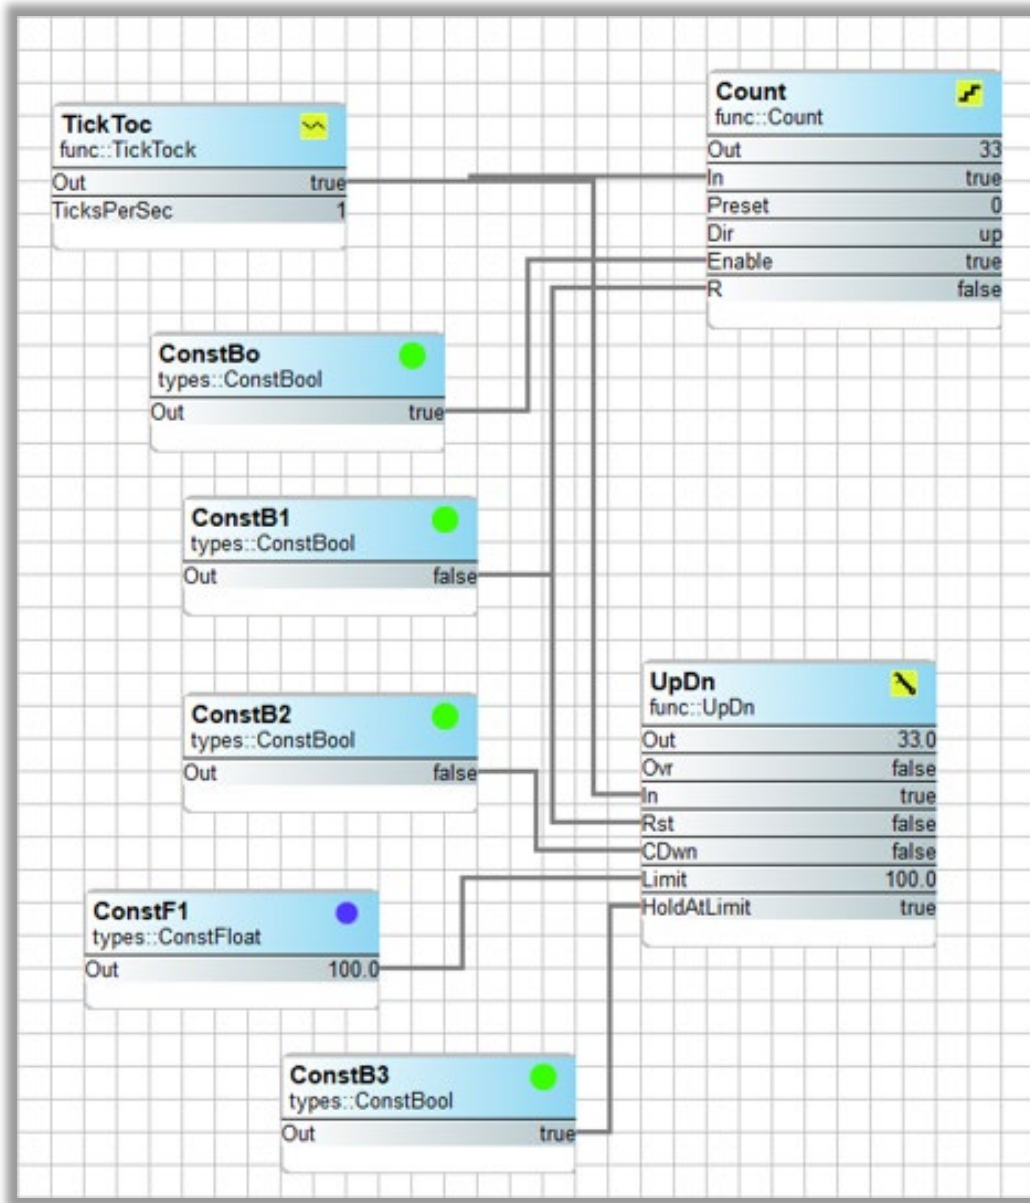 TickToc
func::TickTock
Out true
TicksPerSec 1
Count
func::Count
Out 33
In true
Preset 0
Dir up
Enable true
R false
ConstBo
types::ConstBool
Out true
ConstB1
types::ConstBool
Out false
ConstB2
types::ConstBool
Out false
UpDn
func::UpDn
Out 33.0
Ovr false
In true
Rst false
CDwn false
Limit 100.0
HoldAtLimit true
ConstF1
types::ConstFloat
Out 100.0
ConstB3
types::ConstBool
Out true